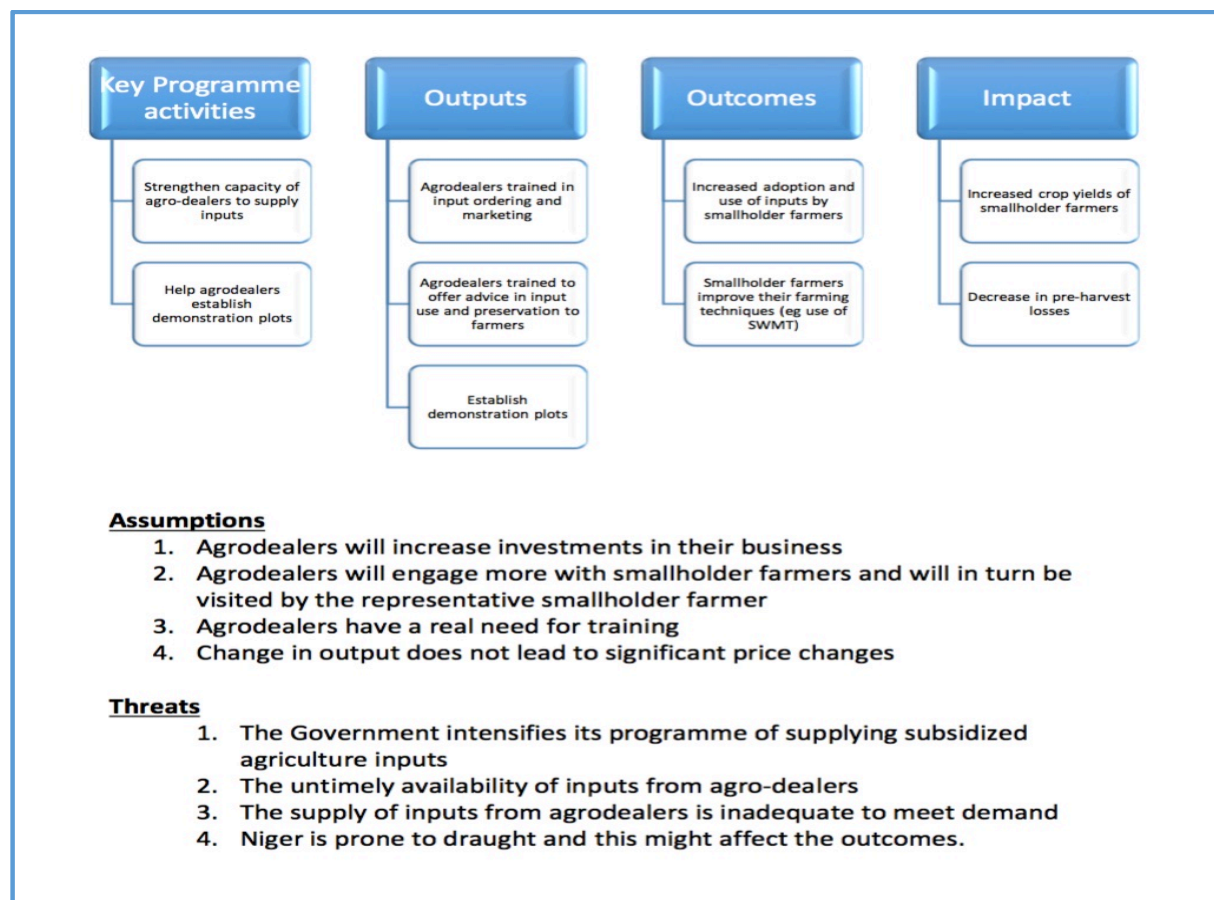 Key Programme
activities
Strengthen capacity of
agro-dealers to supply
inputs
Help agrodealers
establish
demonstration plots
Outputs
Agrodealers trained in
input ordering and
marketing
Agrodealers trained to
offer advice in input
use and preservation to
farmers
Establish
demonstration plots
Outcomes
Increased adoption and
use of inputs by
smallholder farmers
Smallholder farmers
improve their farming
techniques (eg use of
SWMT)
Impact
Increased crop yields of
smallholder farmers
Decrease in pre-harvest
losses
Assumptions
1. Agrodealers will increase investments in their business
2. Agrodealers will engage more with smallholder farmers and will in turn be
visited by the representative smallholder farmer
3. Agrodealers have a real need for training
4. Change in output does not lead to significant price changes
Threats
1. The Government intensifies its programme of supplying subsidized
agriculture inputs
2. The untimely availability of inputs from agro-dealers
3. The supply of inputs from agrodealers is inadequate to meet demand
4. Niger is prone to draught and this might affect the outcomes.